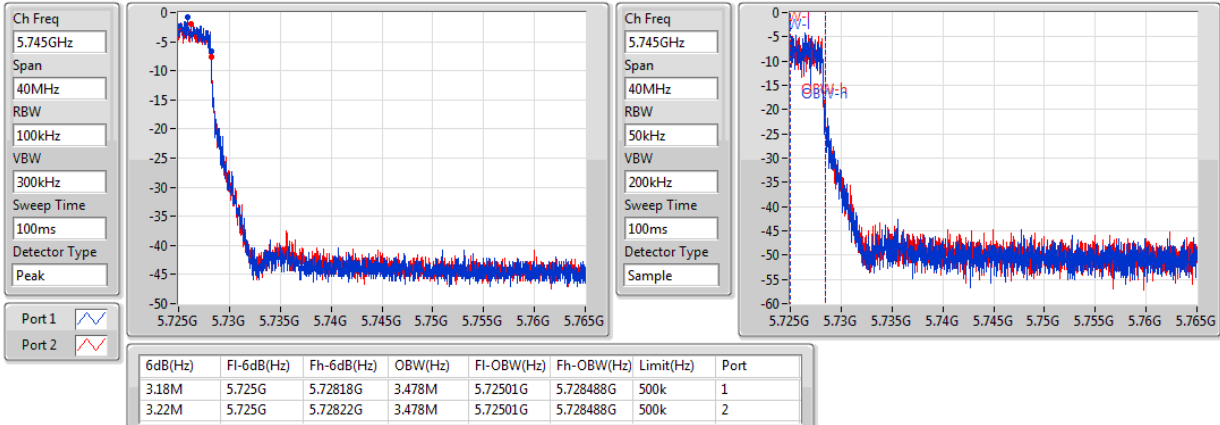 Ch Freq
5.745GHz
Span
40MHz
RBW
100kHz
VBW
300kHz
Sweep Time
100ms
Detector Type
Peak
Port 1
Port 2
0
-5
-10
-15
-20
-25
-30
-35
-40
-45
-50
5.725G 5.73G 5.735G 5.74G 5.745G 5.75G 5.755G 5.76G 5.765G
Ch Freq
5.745GHz
Span
40MHz
RBW
50kHz
VBW
200kHz
Sweep Time
100ms
Detector Type
Sample
0
-5
-10
-15
-20
-25
-30
-35
-40
-45
-50
-55
-60
OBW-h
OBW-h
5.725G 5.73G 5.735G 5.74G 5.745G 5.75G 5.755G 5.76G 5.765G
6dB(Hz) Fl-6dB(Hz) Fh-6dB(Hz) OBW(Hz) Fl-OBW(Hz) Fh-OBW(Hz) Limit(Hz) Port
3.18M 5.725G 5.72818G 3.478M 5.72501G 5.728488G 500k 1
3.22M 5.725G 5.72822G 3.478M 5.72501G 5.728488G 500k 2